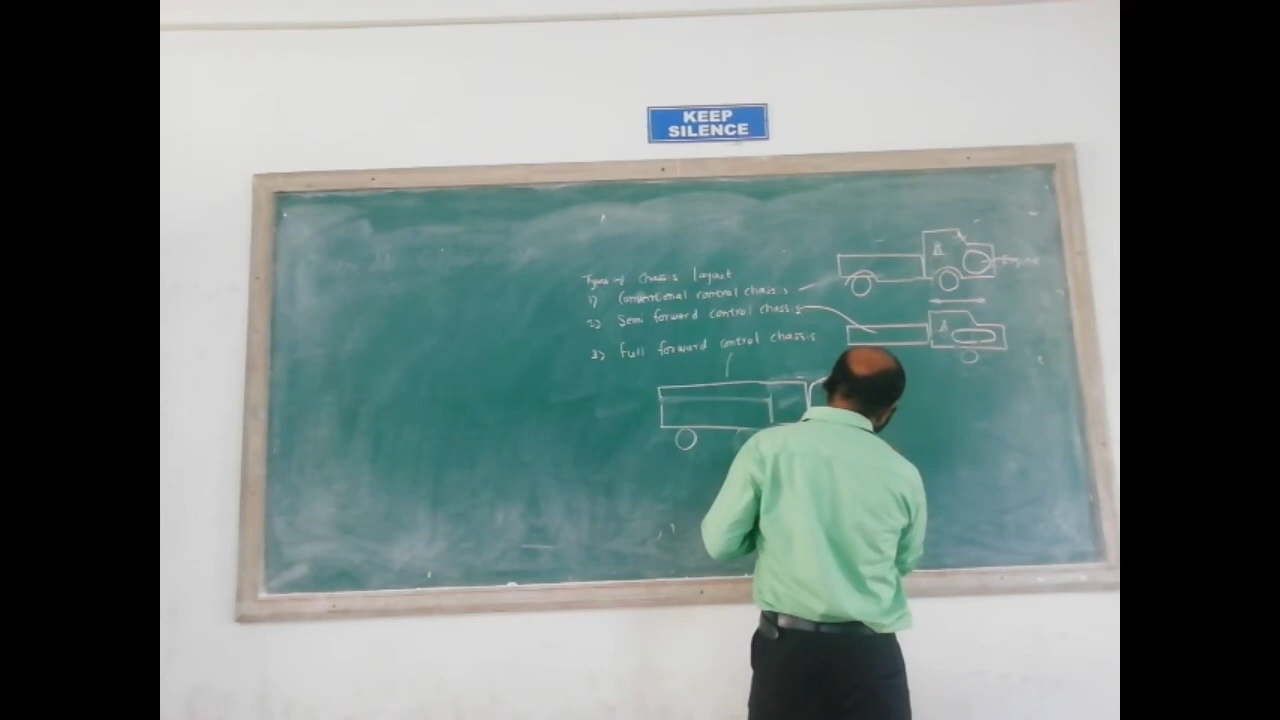 KEEP
SILENCE
Types of chassis layout
1) Conventional control chassis
2) Semi forward control chassis
3) Full forward control chassis
Engine